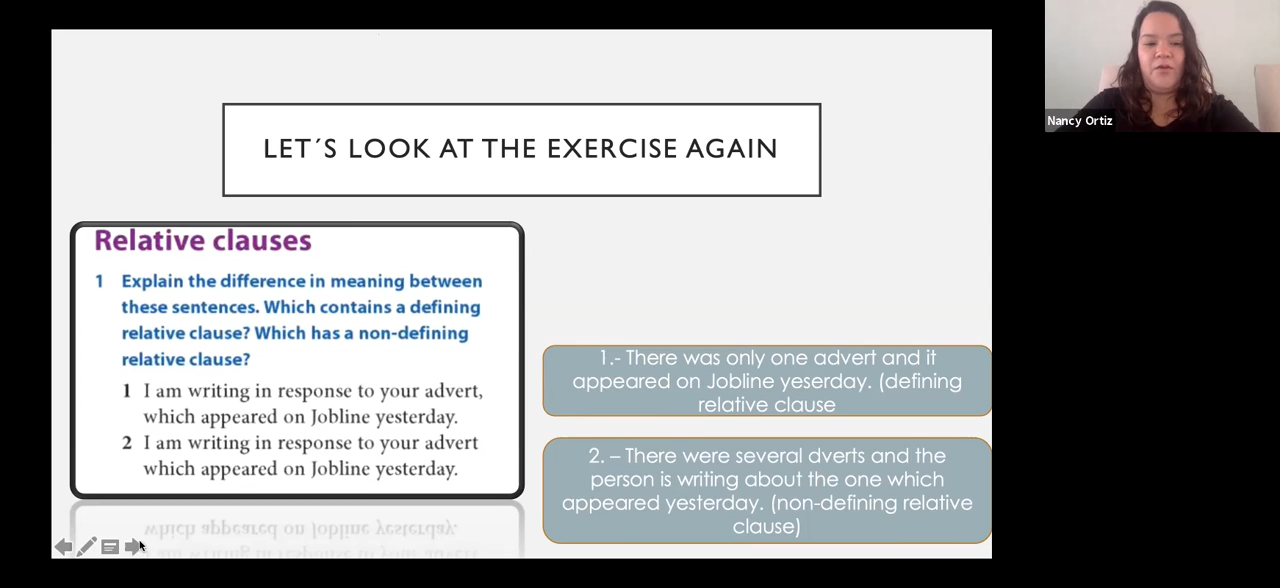 LET´S LOOK AT THE EXERCISE AGAIN
Relative clauses
1 Explain the difference in meaning between
these sentences. Which contains a defining
relative clause? Which has a non-defining
relative clause?
1 I am writing in response to your advert,
which appeared on Jobline yesterday.
2 I am writing in response to your advert
which appeared on Jobline yesterday.
1.- There was only one advert and it
appeared on Jobline yeserday. (defining
relative clause
2. – There were several dverts and the
person is writing about the one which
appeared yesterday. (non-defining relative
clause)
Nancy Ortiz